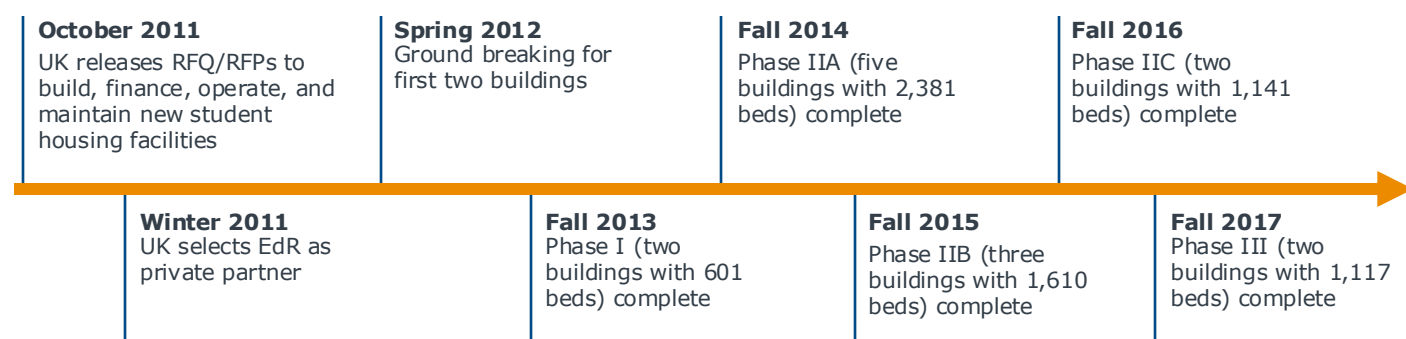 October 2011
UK releases RFQ/RFPs to
build, finance, operate, and
maintain new student
housing facilities
Winter 2011
UK selects EdR as
private partner
Spring 2012
Ground breaking for
first two buildings
Fall 2013
Phase I (two
buildings with 601
beds) complete
Fall 2014
Phase IIA (five
buildings with 2,381
beds) complete
Fall 2015
Phase IIB (three
buildings with 1,610
beds) complete
Fall 2016
Phase IIC (two
buildings with 1,141
beds) complete
Fall 2017
Phase III (two
buildings with 1,117
beds) complete